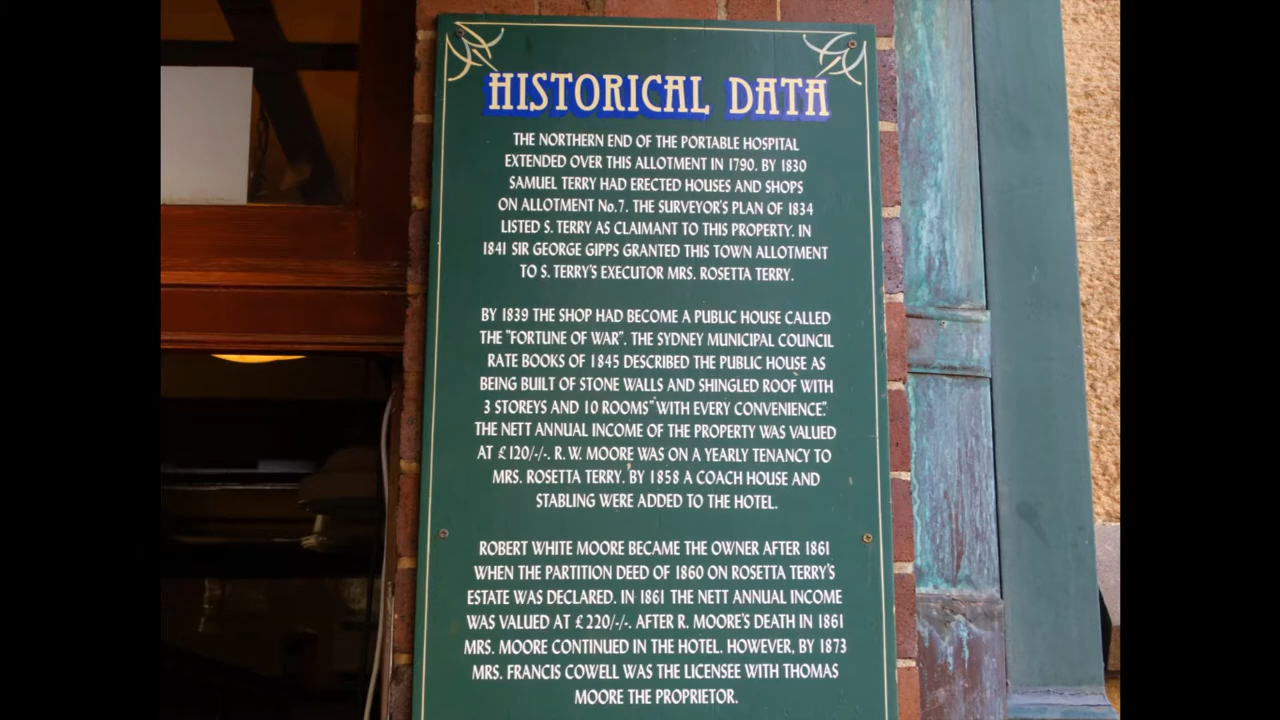 HISTORICAL DATA
THE NORTHERN END OF THE PORTABLE HOSPITAL
EXTENDED OVER THIS ALLOTMENT IN 1790. BY 1830
SAMUEL TERRY HAD ERECTED HOUSES AND SHOPS
ON ALLOTMENT No.7. THE SURVEYOR'S PLAN OF 1834
LISTED S. TERRY AS CLAIMANT TO THIS PROPERTY. IN
1841 SIR GEORGE GIPPS GRANTED THIS TOWN ALLOTMENT
TO S. TERRY'S EXECUTOR MRS. ROSETTA TERRY.
BY 1839 THE SHOP HAD BECOME A PUBLIC HOUSE CALLED
THE "FORTUNE OF WAR". THE SYDNEY MUNICIPAL COUNCIL
RATE BOOKS OF 1845 DESCRIBED THE PUBLIC HOUSE AS
BEING BUILT OF STONE WALLS AND SHINGLED ROOF WITH
3 STOREYS AND 10 ROOMS "WITH EVERY CONVENIENCE."
THE NETT ANNUAL INCOME OF THE PROPERTY WAS VALUED
AT £120/-/-. R. W. MOORE WAS ON A YEARLY TENANCY TO
MRS. ROSETTA TERRY. BY 1858 A COACH HOUSE AND
STABLING WERE ADDED TO THE HOTEL.
ROBERT WHITE MOORE BECAME THE OWNER AFTER 1861
WHEN THE PARTITION DEED OF 1860 ON ROSETTA TERRY'S
ESTATE WAS DECLARED. IN 1861 THE NETT ANNUAL INCOME
WAS VALUED AT £220/-/-. AFTER R. MOORE'S DEATH IN 1861
MRS. MOORE CONTINUED IN THE HOTEL. HOWEVER, BY 1873
MRS. FRANCIS COWELL WAS THE LICENSEE WITH THOMAS
MOORE THE PROPRIETOR.